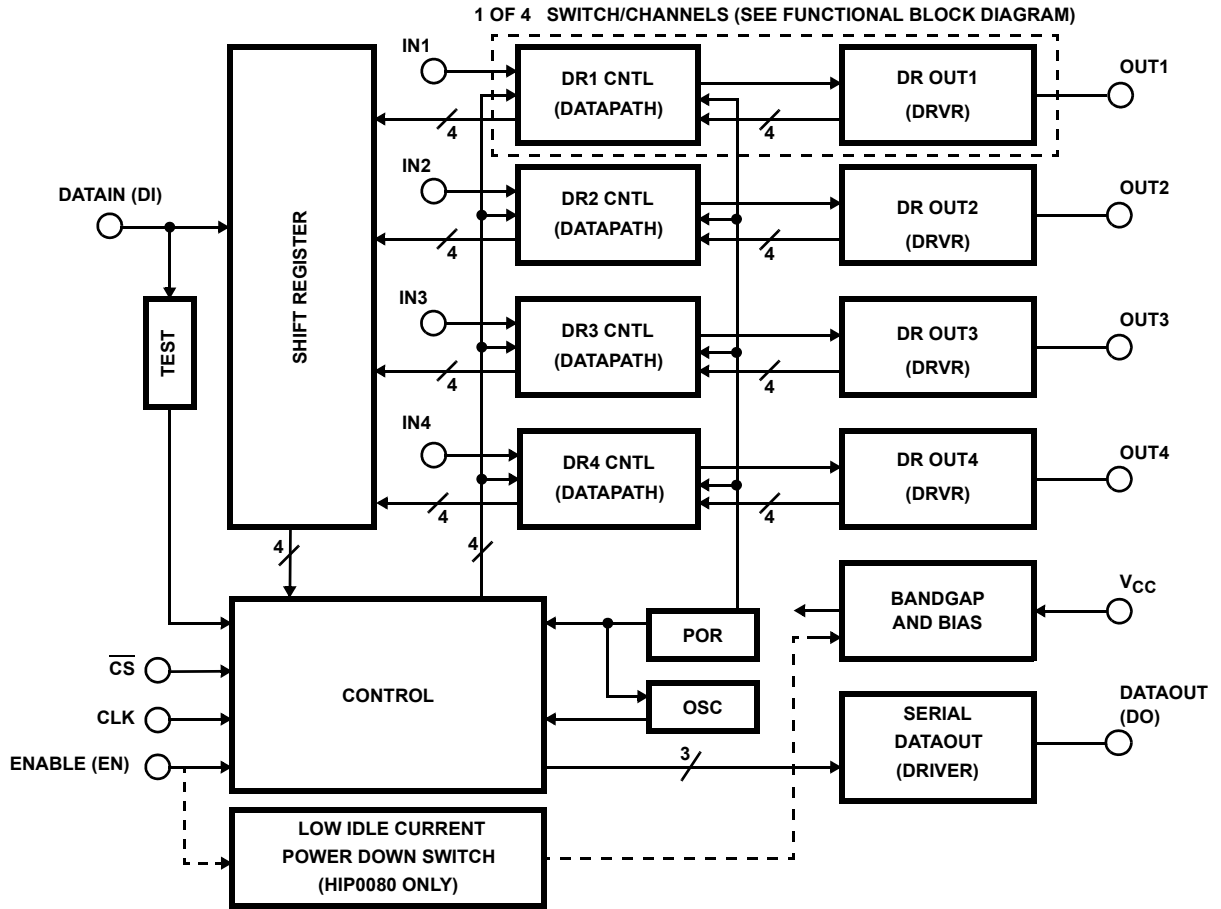 1 OF 4 SWITCH/CHANNELS (SEE FUNCTIONAL BLOCK DIAGRAM)
IN1
DR1 CNTL
(DATAPATH)
DR OUT1
(DRVR)
OUT1
4
4
IN2
DR2 CNTL
(DATAPATH)
DR OUT2
(DRVR)
OUT2
4
4
DATAIN (DI)
SHIFT REGISTER
TEST
IN3
DR3 CNTL
(DATAPATH)
DR OUT3
(DRVR)
OUT3
4
4
IN4
DR4 CNTL
(DATAPATH)
DR OUT4
(DRVR)
OUT4
4
4
4
4
BANDGAP
AND BIAS
VCC
POR
CS
CONTROL
OSC
CLK
SERIAL
DATAOUT
(DRIVER)
DATAOUT
(DO)
ENABLE (EN)
3
LOW IDLE CURRENT
POWER DOWN SWITCH
(HIP0080 ONLY)